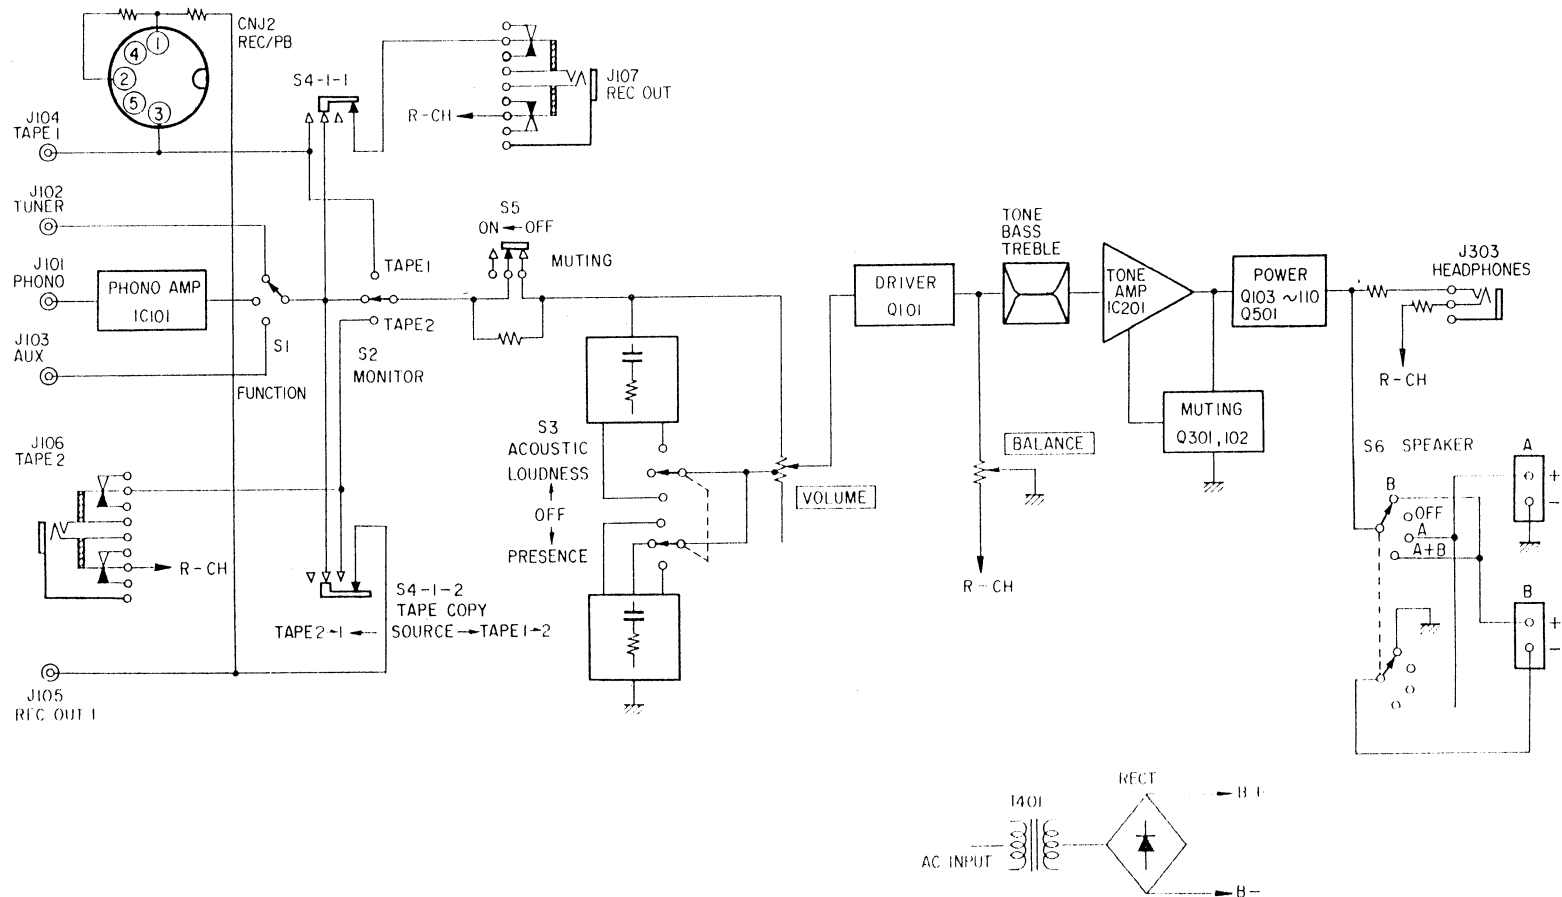 CNJ2
REC/PB
1
4
2
5
3
J104
TAPE 1
S4-1-1
J107
REC OUT
R-CH
J102
TUNER
J101
PHONO
PHONO AMP
IC101
J103
AUX
S1
FUNCTION
TAPE1
TAPE2
S2
MONITOR
S5
ON ← OFF
MUTING
S3
ACOUSTIC
LOUDNESS
OFF
PRESENCE
VOLUME
DRIVER
Q101
TONE
BASS
TREBLE
TONE
AMP
IC201
POWER
Q103 ~110
Q501
J303
HEADPHONES
R-CH
MUTING
Q301, 102
BALANCE
R-CH
S6 SPEAKER
B
OFF
A
A+B
A
+
-
B
+
-
J106
TAPE 2
R-CH
S4-1-2
TAPE COPY
TAPE2→1 ← SOURCE → TAPE1→2
J105
REC OUT 1
RECT
T401
AC INPUT
B+
B-